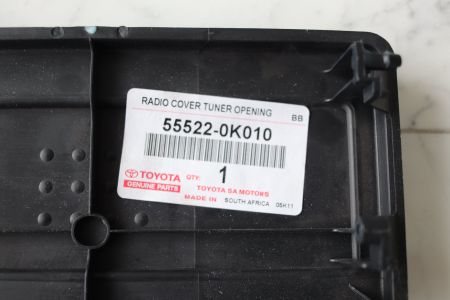 RADIO COVER TUNER OPENING
BB
55522-0K010
TOYOTA QTY: 1 TOYOTA SA MOTORS
GENUINE PARTS
MADE IN SOUTH AFRICA 05K11